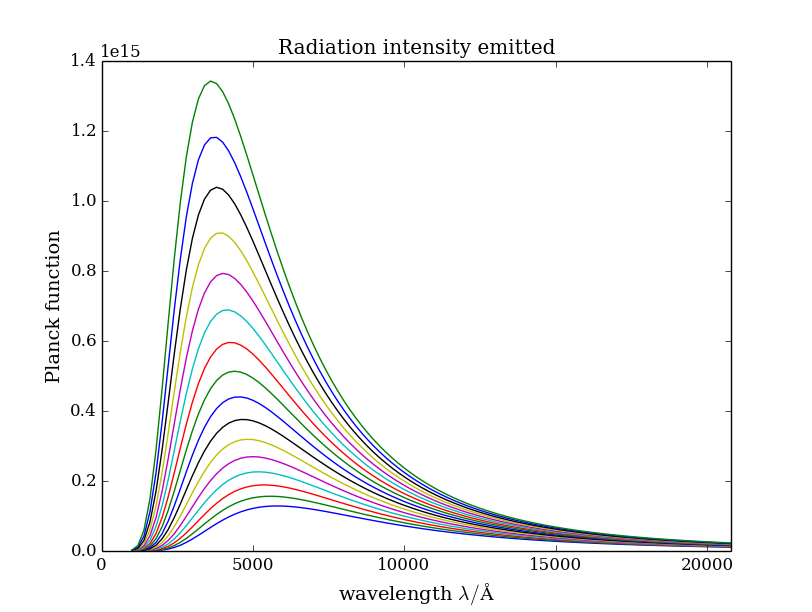 Radiation intensity emitted
1e15
1.4
1.2
1.0
0.8
0.6
0.4
0.2
0.0
Planck function
0 5000 10000 15000 20000
wavelength λ/Å